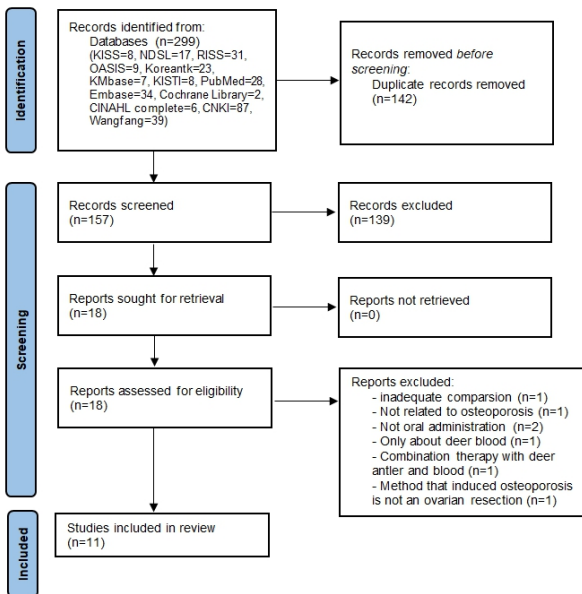 Identification
Records identified from:
Databases (n=299)
(KISS=8, NDSL=17, RISS=31,
OASIS=9, Koreantk=23,
KMbase=7, KISTI=8, PubMed=28,
Embase=34, Cochrane Library=2,
CINAHL complete=6, CNKI=87,
Wangfang=39)
Records removed before
screening:
Duplicate records removed
(n=142)
Screening
Records screened
(n=157)
Records excluded
(n=139)
Reports sought for retrieval
(n=18)
Reports not retrieved
(n=0)
Reports assessed for eligibility
(n=18)
Reports excluded:
- inadequate comparsion (n=1)
- Not related to osteoporosis (n=1)
- Not oral administration (n=2)
- Only about deer blood (n=1)
- Combination therapy with deer
antler and blood (n=1)
- Method that induced osteoporosis
is not an ovarian resection (n=1)
Included
Studies included in review
(n=11)